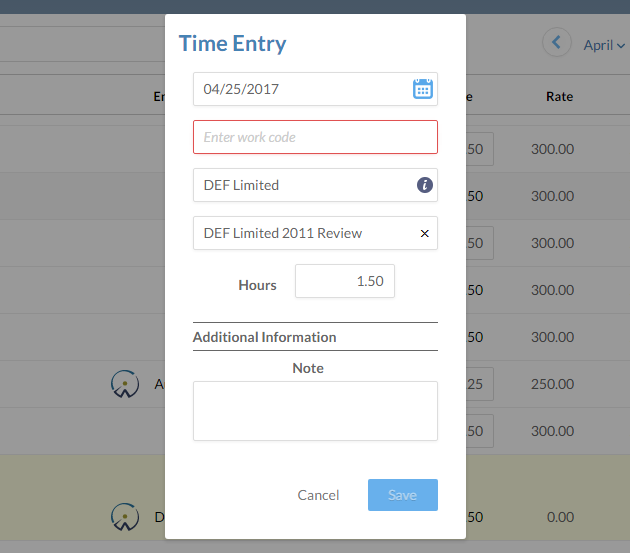 Time Entry
April
04/25/2017
e Rate
Enter work code
50 300.00
DEF Limited
50 300.00
DEF Limited 2011 Review
50 300.00
Hours 1.50
50 300.00
Additional Information
50 300.00
Note
25 250.00
50 300.00
Cancel Save
50 0.00